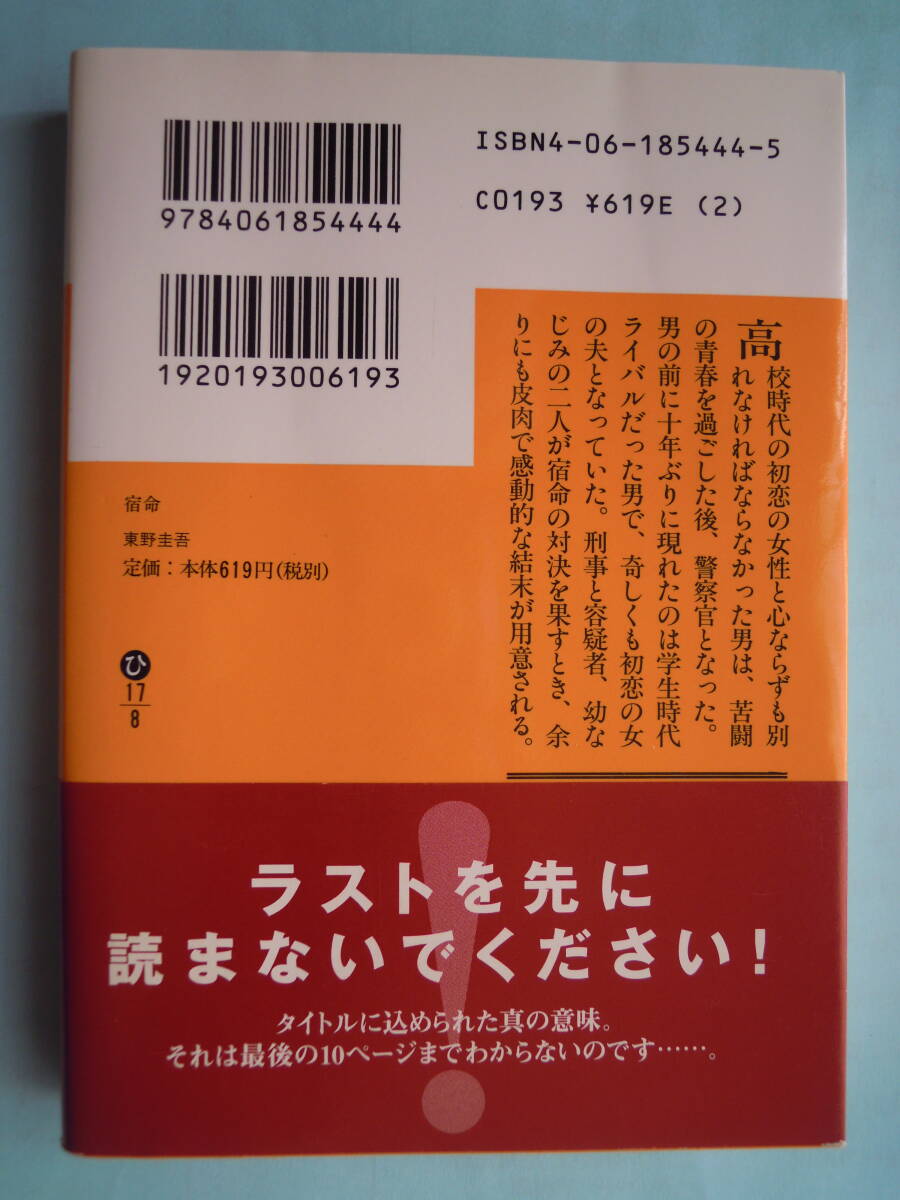 9784061854444
ISBN4-06-185444-5
C0193 ¥619E (2)
1920193006193
高校時代の初恋の女性と心ならずも別
れなければならなかった男は、苦闘
の青春を過ごした後、警察官となった。
男の前に十年ぶりに現れたのは学生時代
ライバルだった男で、奇しくも初恋の女
の夫となっていた。刑事と容疑者、幼な
じみの二人が宿命の対決を果すとき、余
りにも皮肉で感動的な結末が用意される。
宿命
東野圭吾
定価：本体619円（税別）
ひ
17
8
ラストを先に
読まないでください！
タイトルに込められた真の意味。
それは最後の10ページまでわからないのです……。